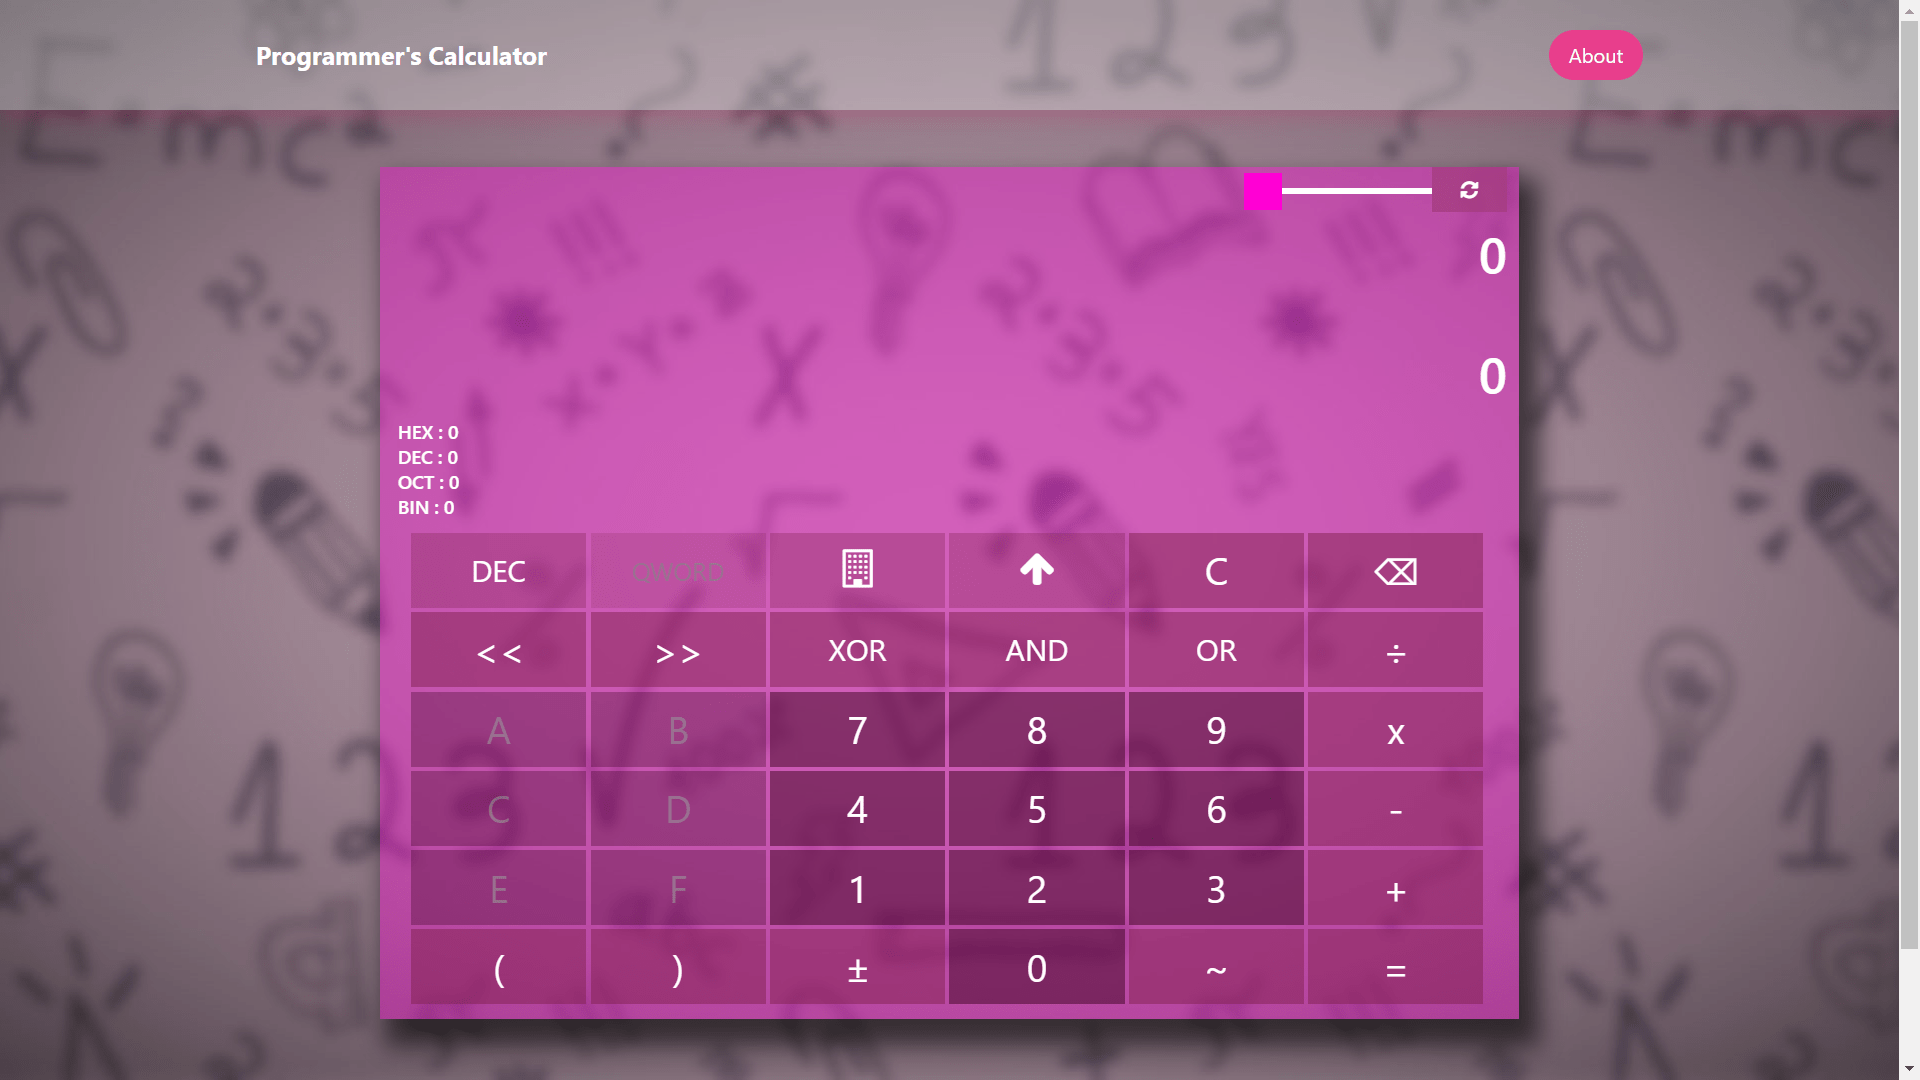 Programmer's Calculator
About
0
0
HEX : 0
DEC : 0
OCT : 0
BIN : 0
DEC QWORD C ⌫
<< >> XOR AND OR ÷
A B 7 8 9 x
C D 4 5 6 -
E F 1 2 3 +
( ) ± 0 ~ =